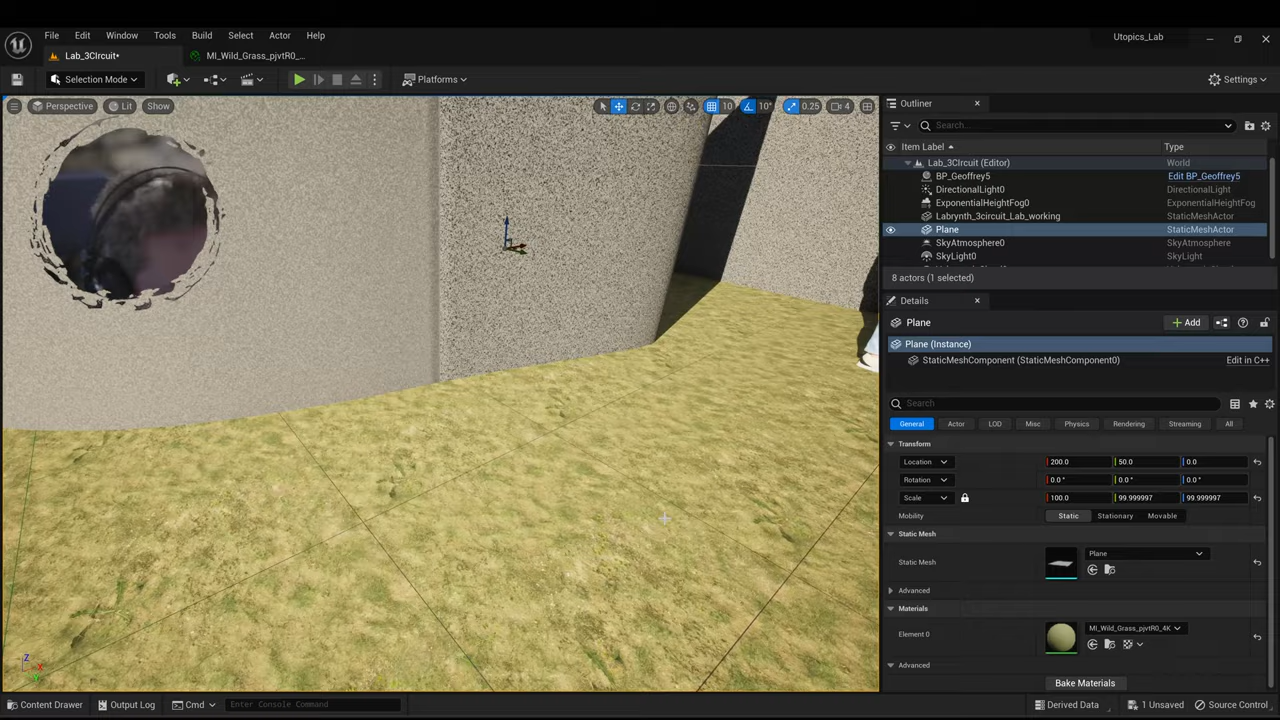 File Edit Window Tools Build Select Actor Help
Utopics_Lab
Lab_3CIrcuit*
MI_Wild_Grass_pjvtR0_...
Selection Mode
Platforms
Settings
Perspective Lit Show
10 10° 0.25 4
Outliner
Search...
Item Label Type
Lab_3CIrcuit (Editor) World
BP_Geoffrey5 Edit BP_Geoffrey5
DirectionalLight0 DirectionalLight
ExponentialHeightFog0 ExponentialHeightFog
Labrynth_3circuit_Lab_working StaticMeshActor
Plane StaticMeshActor
SkyAtmosphere0 SkyAtmosphere
SkyLight0 SkyLight
8 actors (1 selected)
Details
Plane
Add
Plane (Instance)
StaticMeshComponent (StaticMeshComponent0) Edit in C++
Search
General Actor LOD Misc Physics Rendering Streaming All
Transform
Location 200.0 50.0 0.0
Rotation 0.0 ° 0.0 ° 0.0 °
Scale 100.0 99.999997 99.999997
Mobility Static Stationary Movable
Static Mesh
Static Mesh Plane
Advanced
Materials
Element 0 MI_Wild_Grass_pjvtR0_4K
Advanced
Bake Materials
Z
X
Y
Content Drawer Output Log Cmd Enter Console Command Derived Data 1 Unsaved Source Control